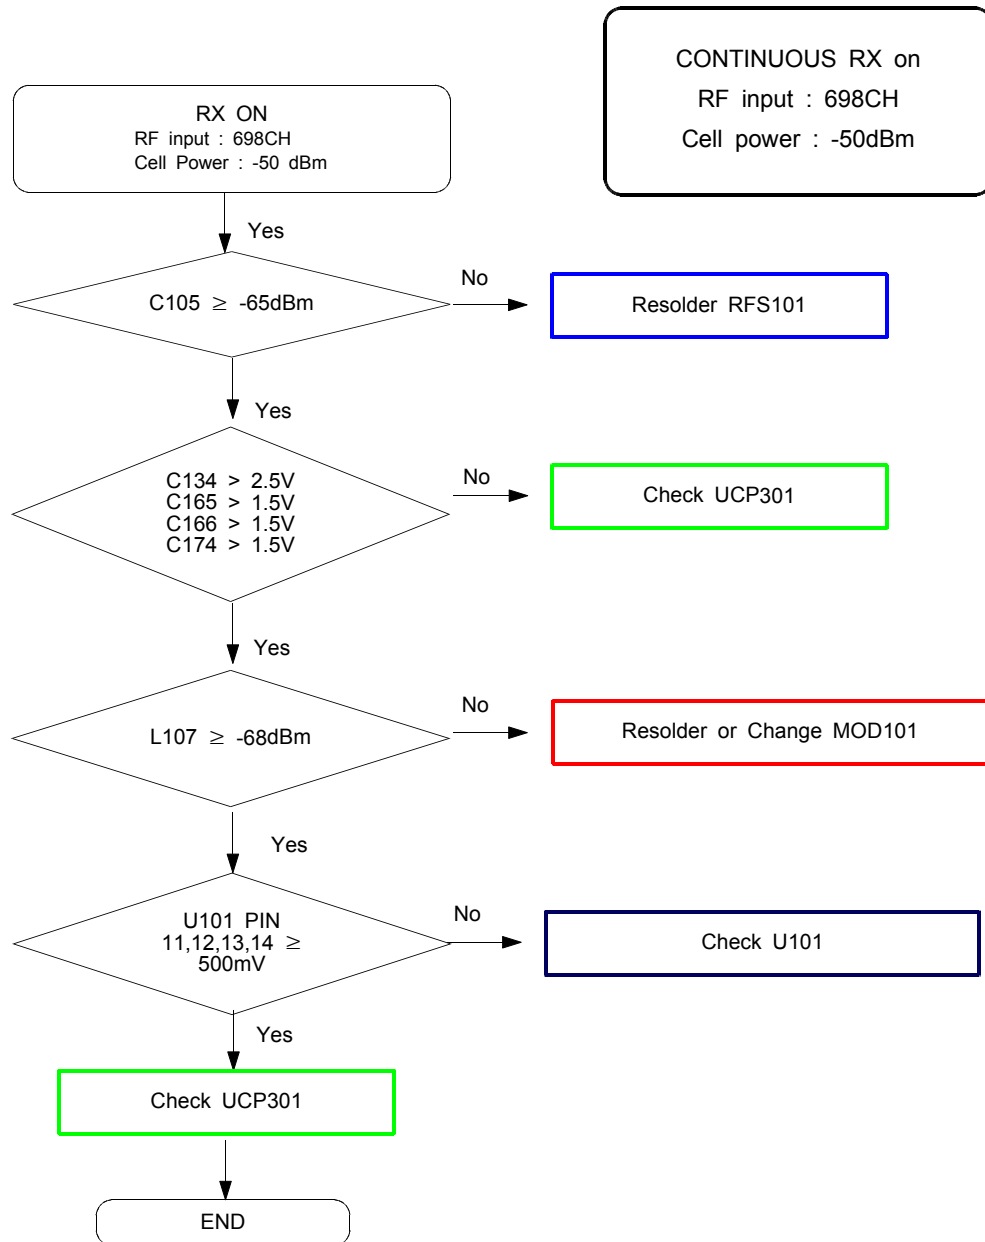 CONTINUOUS RX on
RF input : 698CH
Cell power : -50dBm
RX ON
RF input : 698CH
Cell Power : -50 dBm
Yes
C105 ≥ -65dBm
No
Resolder RFS101
Yes
C134 > 2.5V
C165 > 1.5V
C166 > 1.5V
C174 > 1.5V
No
Check UCP301
Yes
L107 ≥ -68dBm
No
Resolder or Change MOD101
Yes
U101 PIN
11,12,13,14 ≥
500mV
No
Check U101
Yes
Check UCP301
END